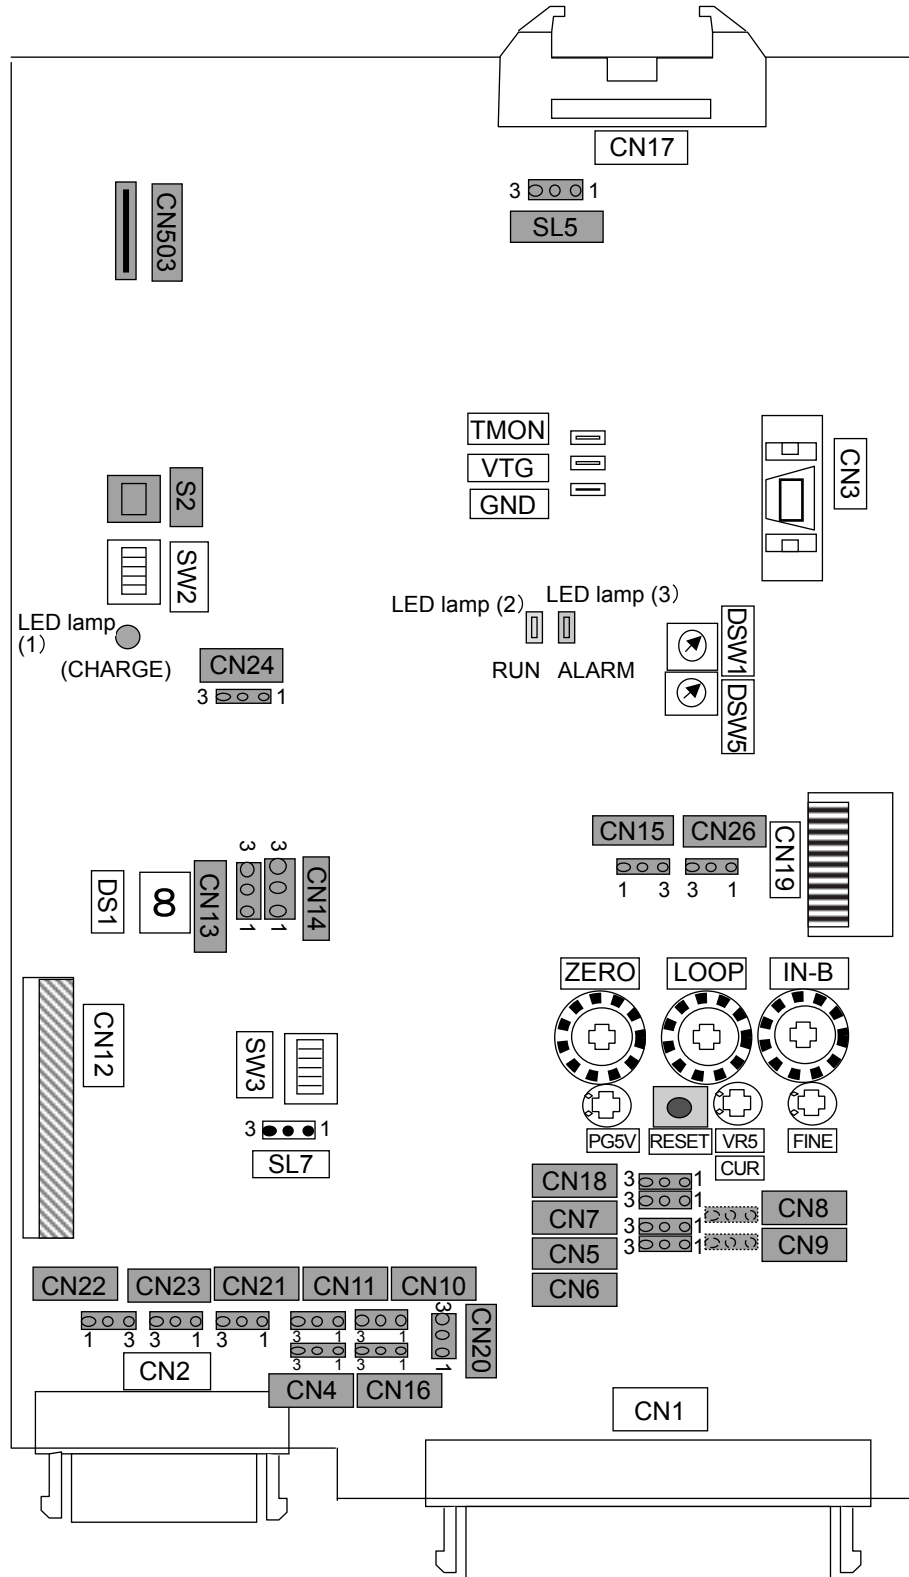 CN17
3 1
SL5
CN503
TMON
VTG
GND
CN3
S2
SW2
LED lamp (2)
LED lamp (3)
LED lamp
(1)
(CHARGE)
RUN ALARM
DSW1
DSW5
CN24
3 1
CN15 CN26
1 3 3 1
CN19
3 3
DS1
8
CN13
1 1
CN14
ZERO LOOP IN-B
CN12
SW3
PG5V RESET VR5 FINE
CUR
3 1
SL7
CN18
3 1
3 1
CN7
CN8
3 1
CN5
3 1
CN9
CN6
CN22 CN23 CN21 CN11 CN10
1 3 3 1 3 1 3 1 3 1
3
1
CN20
3 1 3 1
CN2
CN4 CN16
CN1